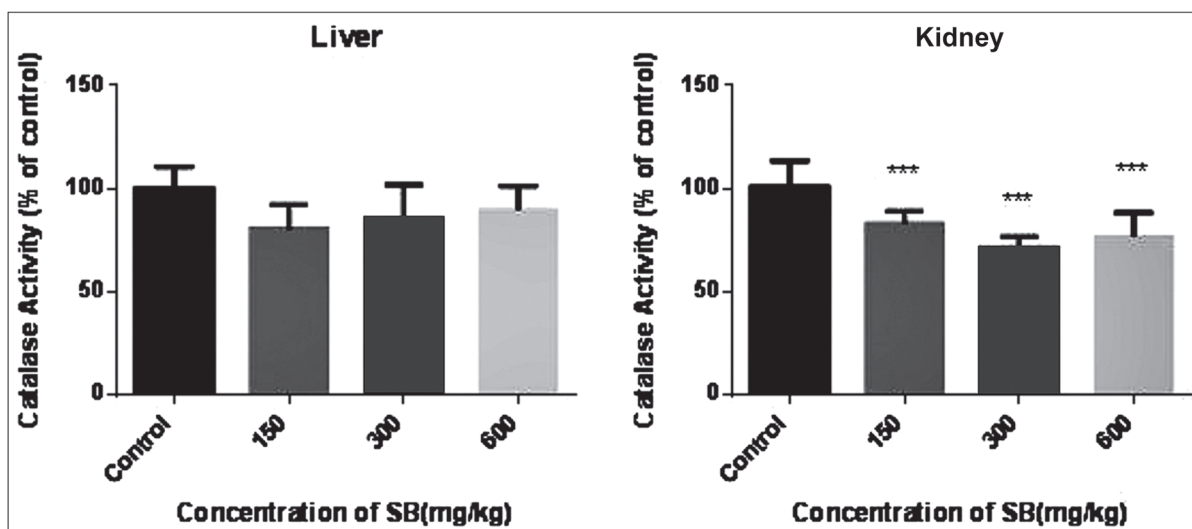 Liver
Catalase Activity (% of control)
150
100
50
0
Control
150
300
600
Concentration of SB(mg/kg)
Kidney
Catalase Activity (% of control)
150
100
50
0
***
***
***
Control
150
300
600
Concentration of SB(mg/kg)